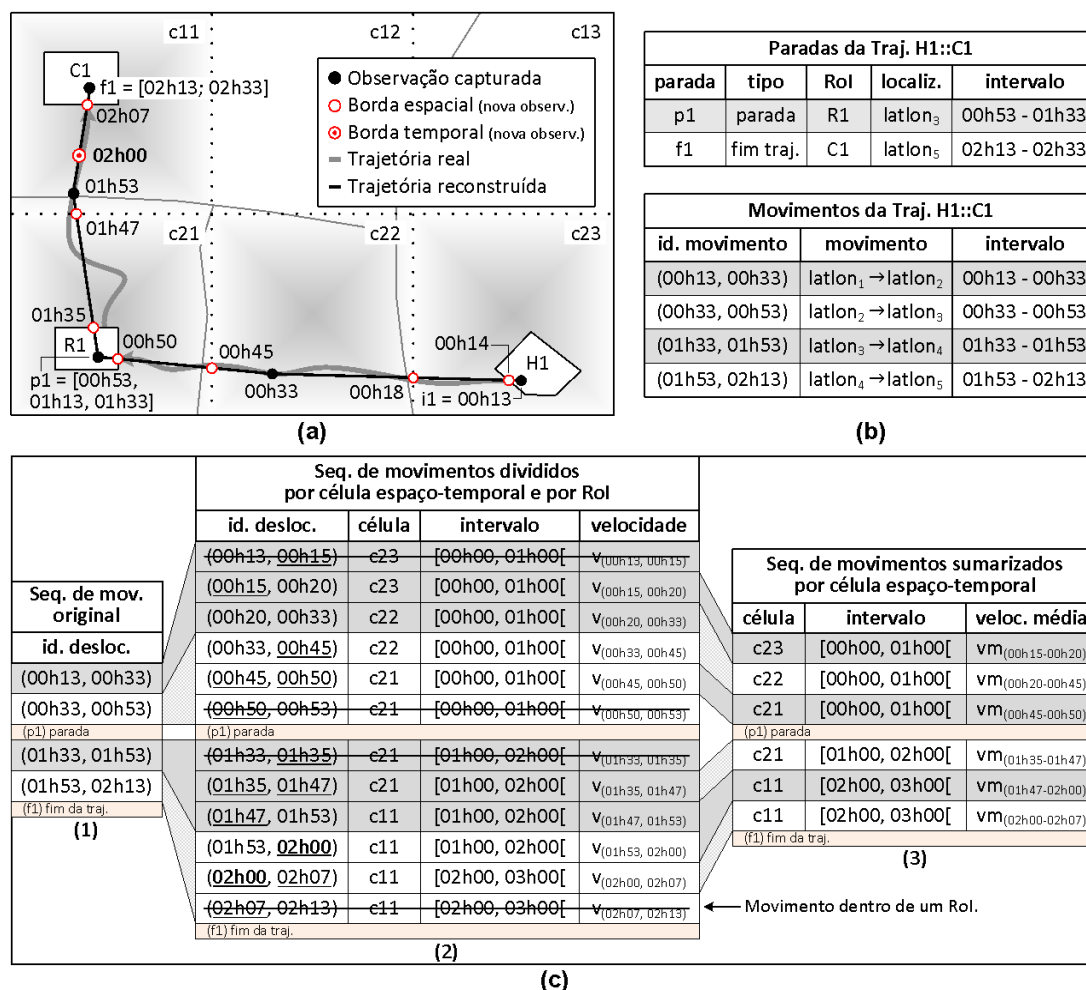 c11
c12
c13
C1
f1 = [02h13; 02h33]
02h07
02h00
01h53
01h47
Observação capturada
Borda espacial (nova observ.)
Borda temporal (nova observ.)
Trajetória real
Trajetória reconstruída
c21
c22
c23
01h35
R1
00h50
00h45
00h14
H1
p1 = [00h53,
01h13, 01h33]
00h33
00h18
i1 = 00h13
(a)
Paradas da Traj. H1::C1
parada tipo RoI localiz. intervalo
p1 parada R1 latlon₃ 00h53 - 01h33
f1 fim traj. C1 latlon₅ 02h13 - 02h33
Movimentos da Traj. H1::C1
id. movimento movimento intervalo
(00h13, 00h33) latlon₁ →latlon₂ 00h13 - 00h33
(00h33, 00h53) latlon₂ →latlon₃ 00h33 - 00h53
(01h33, 01h53) latlon₃ →latlon₄ 01h33 - 01h53
(01h53, 02h13) latlon₄ →latlon₅ 01h53 - 02h13
(b)
Seq. de mov.
original
id. desloc.
(00h13, 00h33)
(00h33, 00h53)
(p1) parada
(01h33, 01h53)
(01h53, 02h13)
(f1) fim da traj.
(1)
Seq. de movimentos divididos
por célula espaço-temporal e por RoI
id. desloc. célula intervalo velocidade
(00h13, 00h15) c23 [00h00, 01h00[ v(00h13, 00h15)
(00h15, 00h20) c23 [00h00, 01h00[ v(00h15, 00h20)
(00h20, 00h33) c22 [00h00, 01h00[ v(00h20, 00h33)
(00h33, 00h45) c22 [00h00, 01h00[ v(00h33, 00h45)
(00h45, 00h50) c21 [00h00, 01h00[ v(00h45, 00h50)
(00h50, 00h53) c21 [00h00, 01h00[ v(00h50, 00h53)
(p1) parada
(01h33, 01h35) c21 [01h00, 02h00[ v(01h33, 01h35)
(01h35, 01h47) c21 [01h00, 02h00[ v(01h35, 01h47)
(01h47, 01h53) c11 [01h00, 02h00[ v(01h47, 01h53)
(01h53, 02h00) c11 [01h00, 02h00[ v(01h53, 02h00)
(02h00, 02h07) c11 [02h00, 03h00[ v(02h00, 02h07)
(02h07, 02h13) c11 [02h00, 03h00[ v(02h07, 02h13)
(f1) fim da traj.
(2)
Seq. de movimentos sumarizados
por célula espaço-temporal
célula intervalo veloc. média
c23 [00h00, 01h00[ vm(00h15-00h20)
c22 [00h00, 01h00[ vm(00h20-00h45)
c21 [00h00, 01h00[ vm(00h45-00h50)
(p1) parada
c21 [01h00, 02h00[ vm(01h35-01h47)
c11 [02h00, 03h00[ vm(01h47-02h00)
c11 [02h00, 03h00[ vm(02h00-02h07)
(f1) fim da traj.
(3)
Movimento dentro de um RoI.
(c)